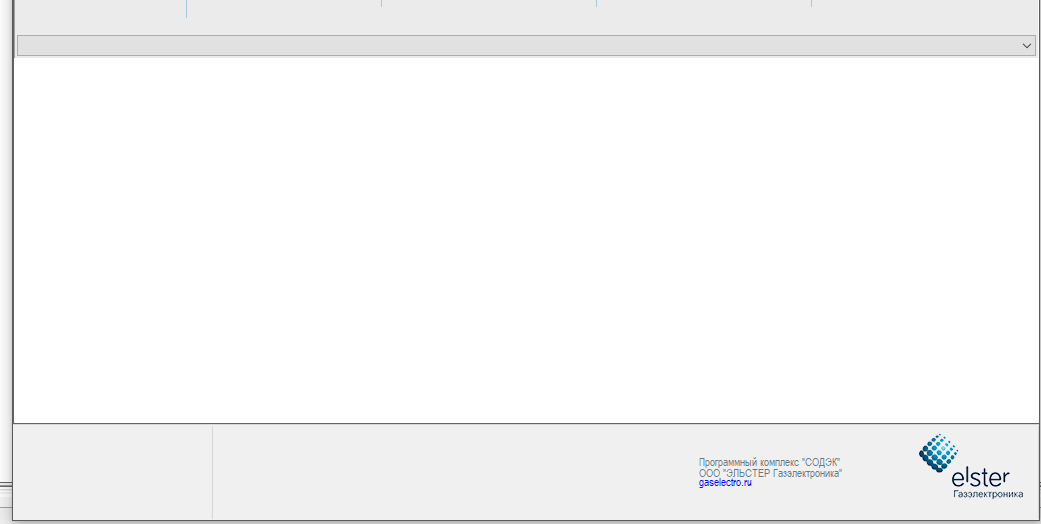 Программный комплекс "СОДЭК"
ООО "ЭЛЬСТЕР Газэлектроника"
gaselectro.ru
elster
Газэлектроника